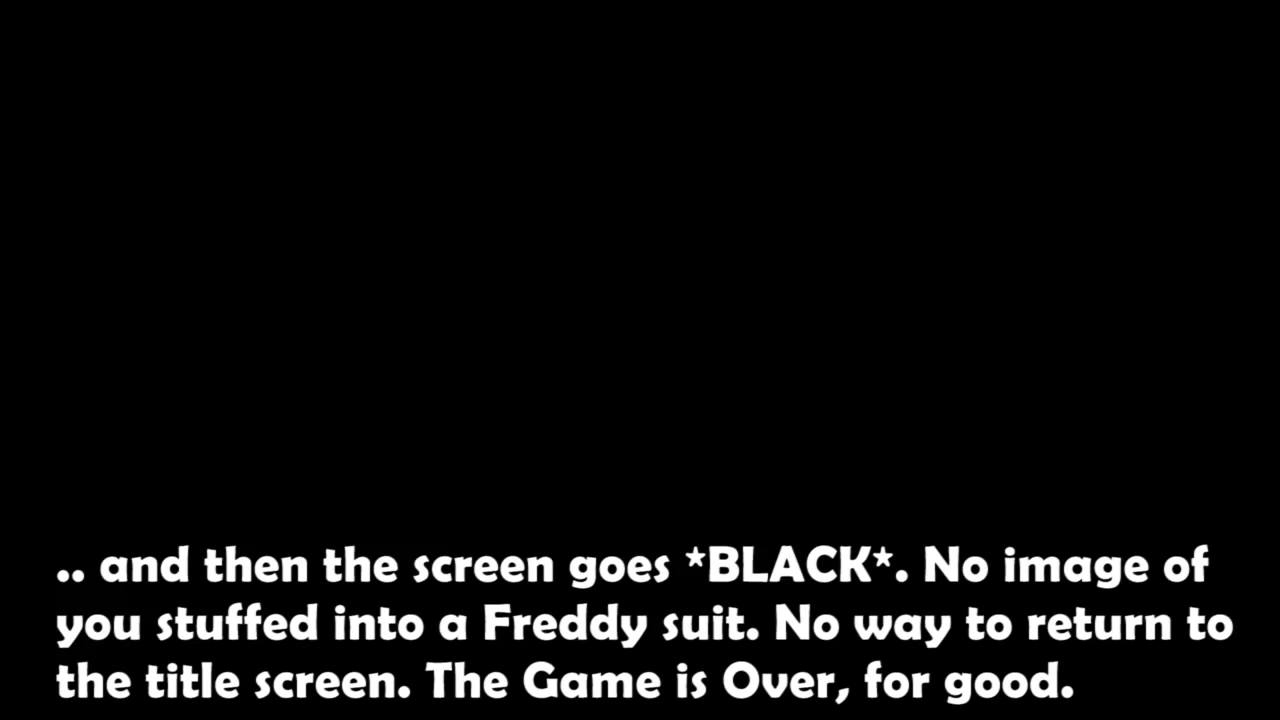 .. and then the screen goes *BLACK*. No image of
you stuffed into a Freddy suit. No way to return to
the title screen. The Game is Over, for good.